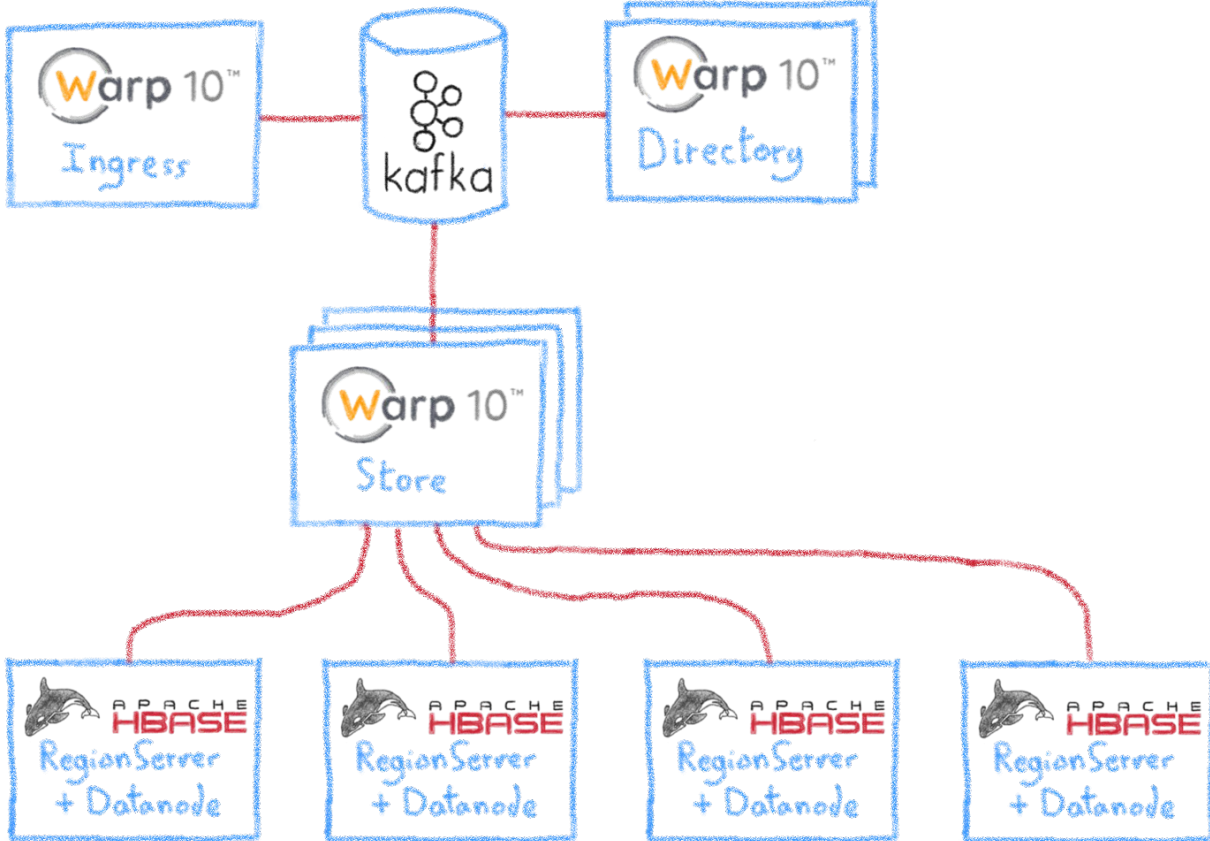 Warp 10™
Ingress
kafka
Warp 10™
Directory
Warp 10™
Store
APACHE
HBASE
RegionServer
+ Datanode
APACHE
HBASE
RegionServer
+ Datanode
APACHE
HBASE
RegionServer
+ Datanode
APACHE
HBASE
RegionServer
+ Datanode